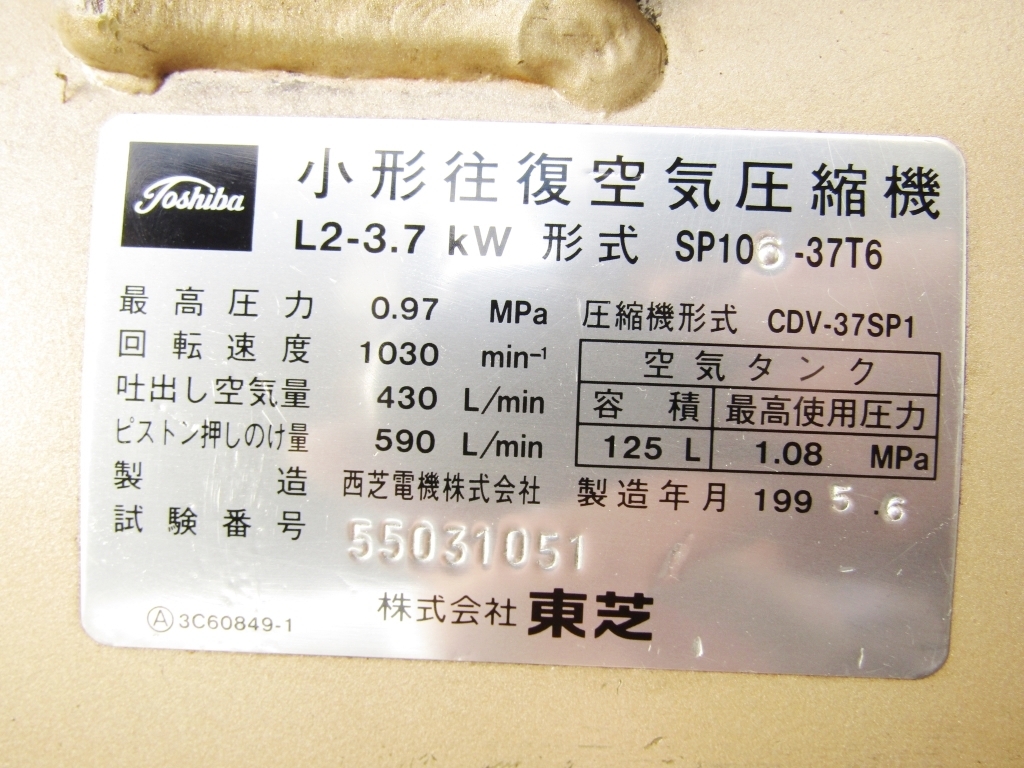 Toshiba
小形往復空気圧縮機
L2-3.7 kW 形式 SP106-37T6
最高圧力 0.97 MPa
回転速度 1030 min⁻¹
吐出し空気量 430 L/min
ピストン押しのけ量 590 L/min
圧縮機形式 CDV-37SP1
空気タンク
容積 最高使用圧力
125 L 1.08 MPa
製造 西芝電機株式会社 製造年月 1995.6
試験番号 55031051
株式会社 東芝
Ⓐ 3C60849-1